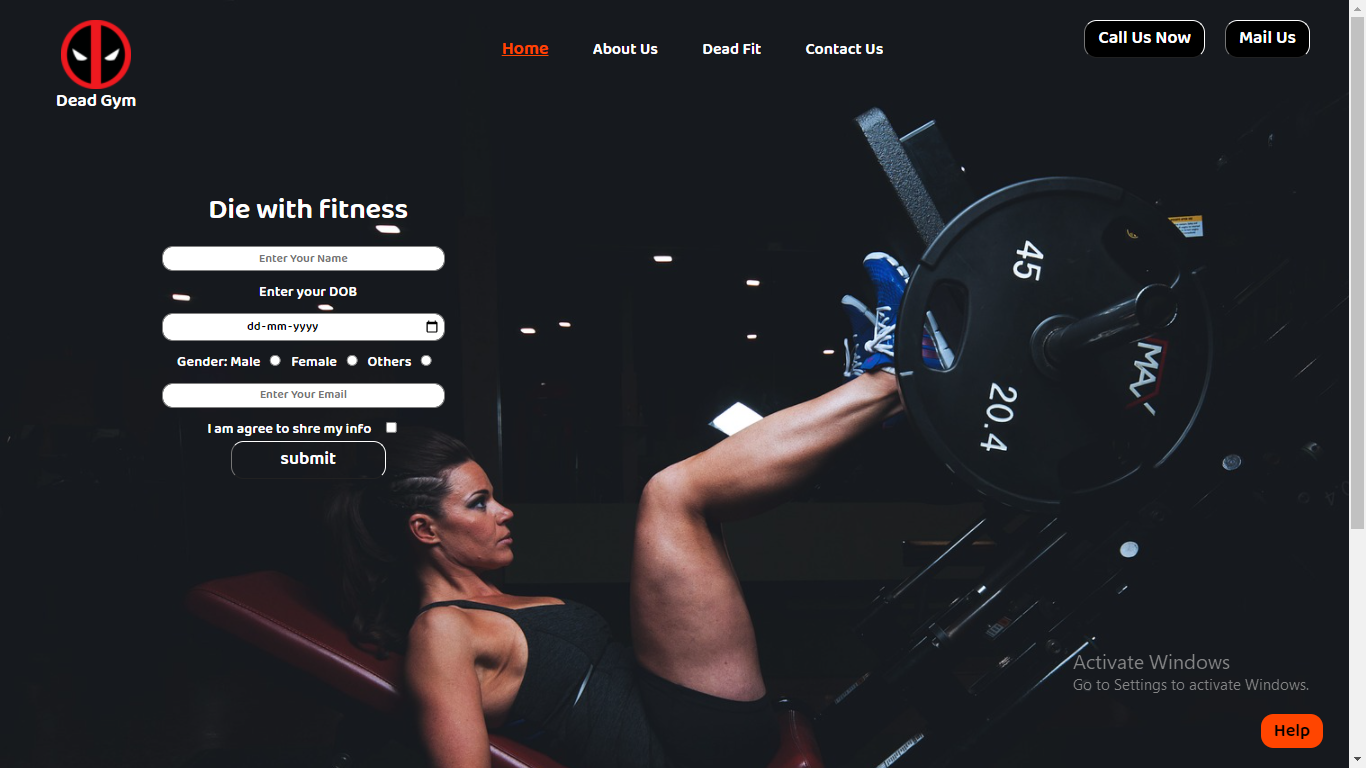 Dead Gym
Home About Us Dead Fit Contact Us
Call Us Now Mail Us
Die with fitness
Enter Your Name
Enter your DOB
dd-mm-yyyy
Gender: Male Female Others
Enter Your Email
I am agree to shre my info
submit
45
20.4
MA
Activate Windows
Go to Settings to activate Windows.
Help